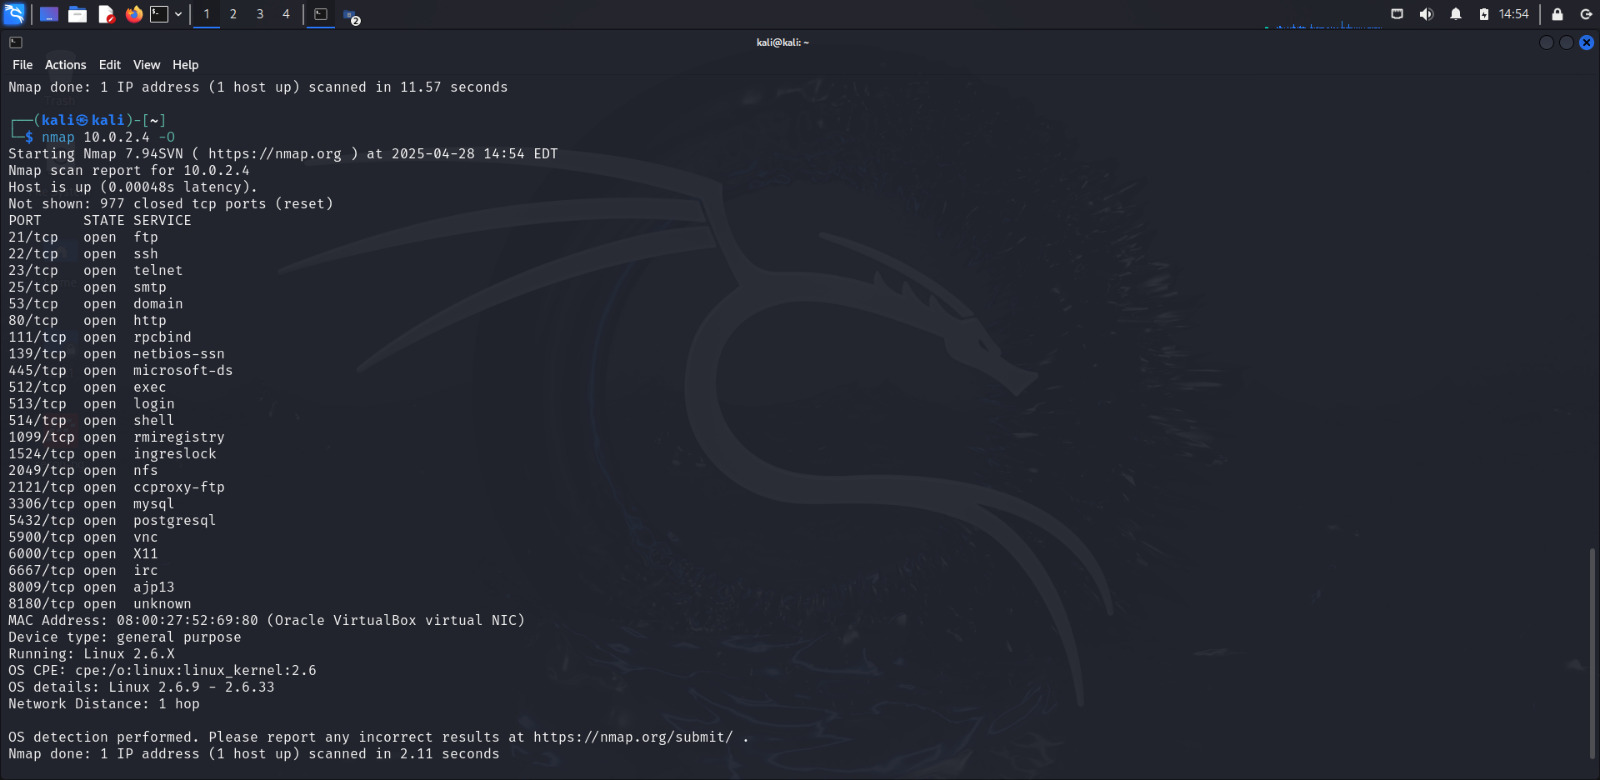 1 2 3 4 2 14:54
kali@kali: ~
File Actions Edit View Help
Nmap done: 1 IP address (1 host up) scanned in 11.57 seconds
┌──(kali㉿kali)-[~]
└─$ nmap 10.0.2.4 -O
Starting Nmap 7.94SVN ( https://nmap.org ) at 2025-04-28 14:54 EDT
Nmap scan report for 10.0.2.4
Host is up (0.00048s latency).
Not shown: 977 closed tcp ports (reset)
PORT     STATE SERVICE
21/tcp   open  ftp
22/tcp   open  ssh
23/tcp   open  telnet
25/tcp   open  smtp
53/tcp   open  domain
80/tcp   open  http
111/tcp  open  rpcbind
139/tcp  open  netbios-ssn
445/tcp  open  microsoft-ds
512/tcp  open  exec
513/tcp  open  login
514/tcp  open  shell
1099/tcp open  rmiregistry
1524/tcp open  ingreslock
2049/tcp open  nfs
2121/tcp open  ccproxy-ftp
3306/tcp open  mysql
5432/tcp open  postgresql
5900/tcp open  vnc
6000/tcp open  X11
6667/tcp open  irc
8009/tcp open  ajp13
8180/tcp open  unknown
MAC Address: 08:00:27:52:69:80 (Oracle VirtualBox virtual NIC)
Device type: general purpose
Running: Linux 2.6.X
OS CPE: cpe:/o:linux:linux_kernel:2.6
OS details: Linux 2.6.9 - 2.6.33
Network Distance: 1 hop
OS detection performed. Please report any incorrect results at https://nmap.org/submit/ .
Nmap done: 1 IP address (1 host up) scanned in 2.11 seconds